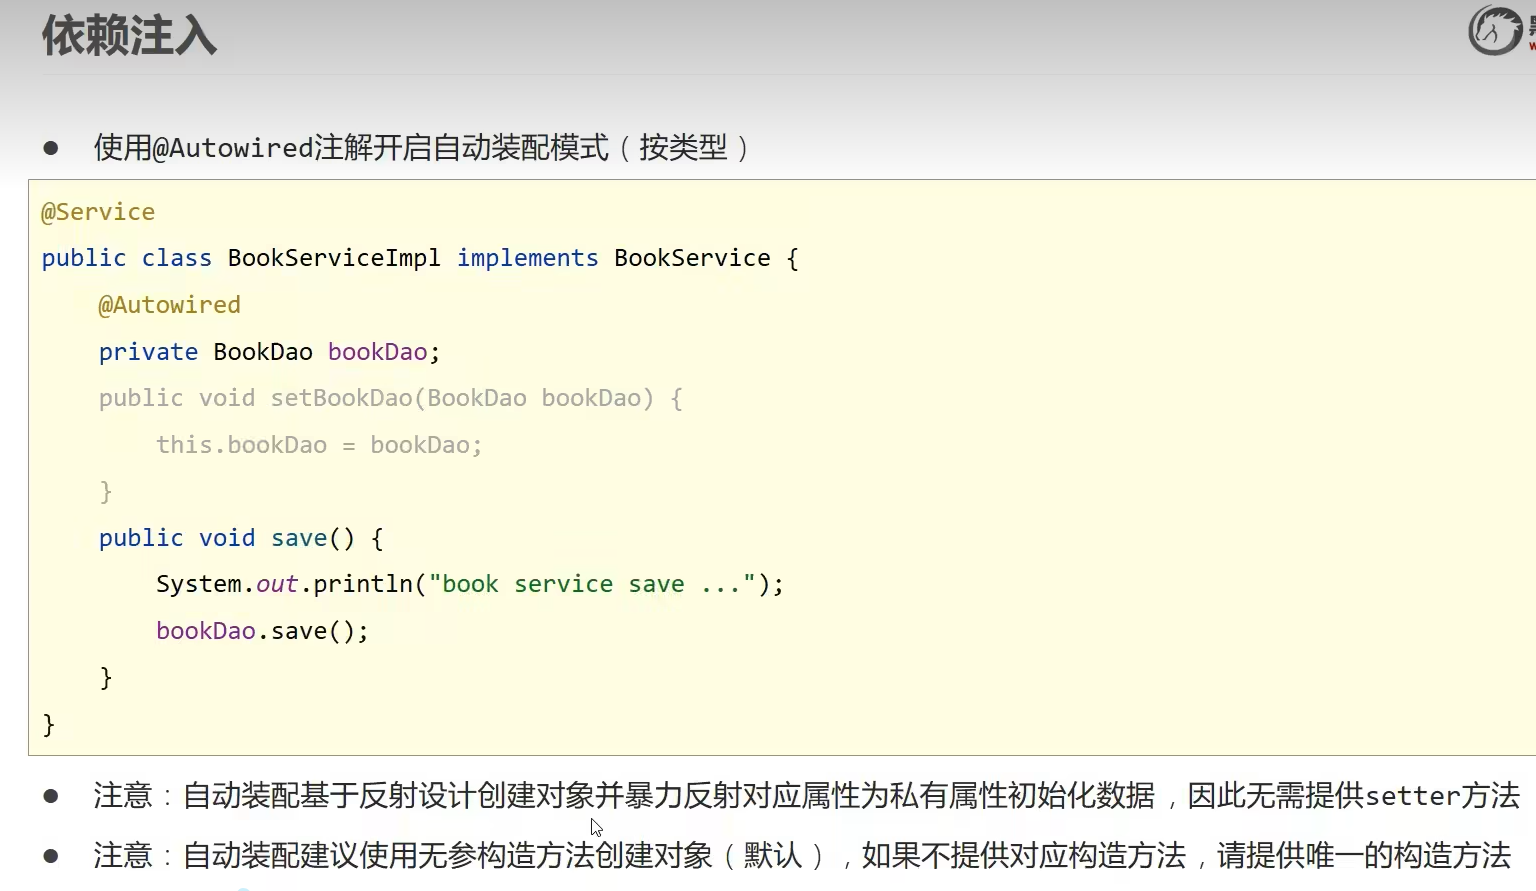 依赖注入
● 使用@Autowired注解开启自动装配模式（按类型）
@Service
public class BookServiceImpl implements BookService {
@Autowired
private BookDao bookDao;
public void setBookDao(BookDao bookDao) {
this.bookDao = bookDao;
}
public void save() {
System.out.println("book service save ...");
bookDao.save();
}
}
● 注意：自动装配基于反射设计创建对象并暴力反射对应属性为私有属性初始化数据，因此无需提供setter方法
● 注意：自动装配建议使用无参构造方法创建对象（默认），如果不提供对应构造方法，请提供唯一的构造方法